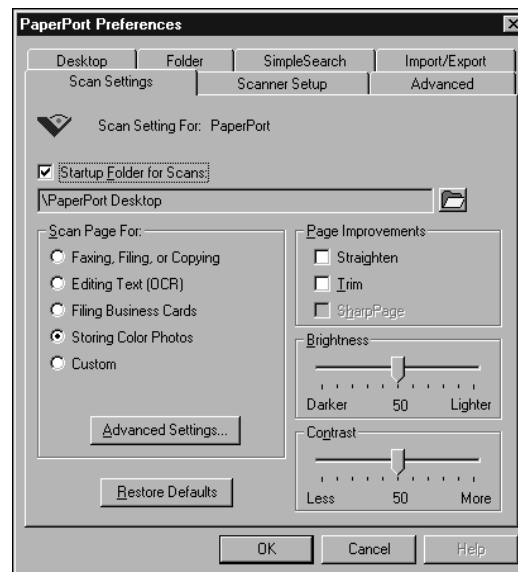 PaperPort Preferences
Desktop Folder SimpleSearch Import/Export
Scan Settings Scanner Setup Advanced
Scan Setting For: PaperPort
Startup Folder for Scans:
\PaperPort Desktop
Scan Page For:
Faxing, Filing, or Copying
Editing Text (OCR)
Filing Business Cards
Storing Color Photos
Custom
Advanced Settings...
Restore Defaults
Page Improvements
Straighten
Trim
SharpPage
Brightness
Darker 50 Lighter
Contrast
Less 50 More
OK Cancel Help